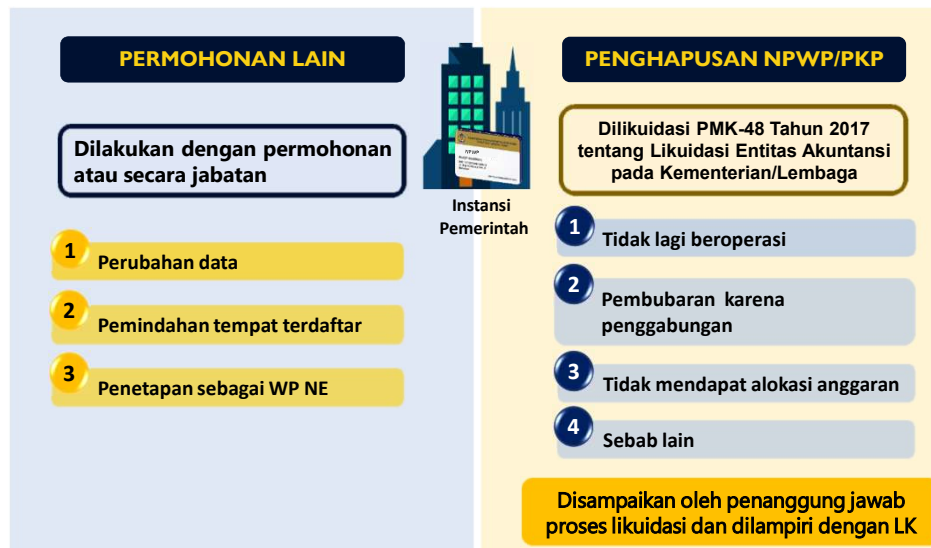 PERMOHONAN LAIN
Dilakukan dengan permohonan
atau secara jabatan
1
Perubahan data
2
Pemindahan tempat terdaftar
3
Penetapan sebagai WP NE
NPWP
Instansi
Pemerintah
PENGHAPUSAN NPWP/PKP
Dilikuidasi PMK-48 Tahun 2017
tentang Likuidasi Entitas Akuntansi
pada Kementerian/Lembaga
1
Tidak lagi beroperasi
2
Pembubaran karena
penggabungan
3
Tidak mendapat alokasi anggaran
4
Sebab lain
Disampaikan oleh penanggung jawab
proses likuidasi dan dilampiri dengan LK